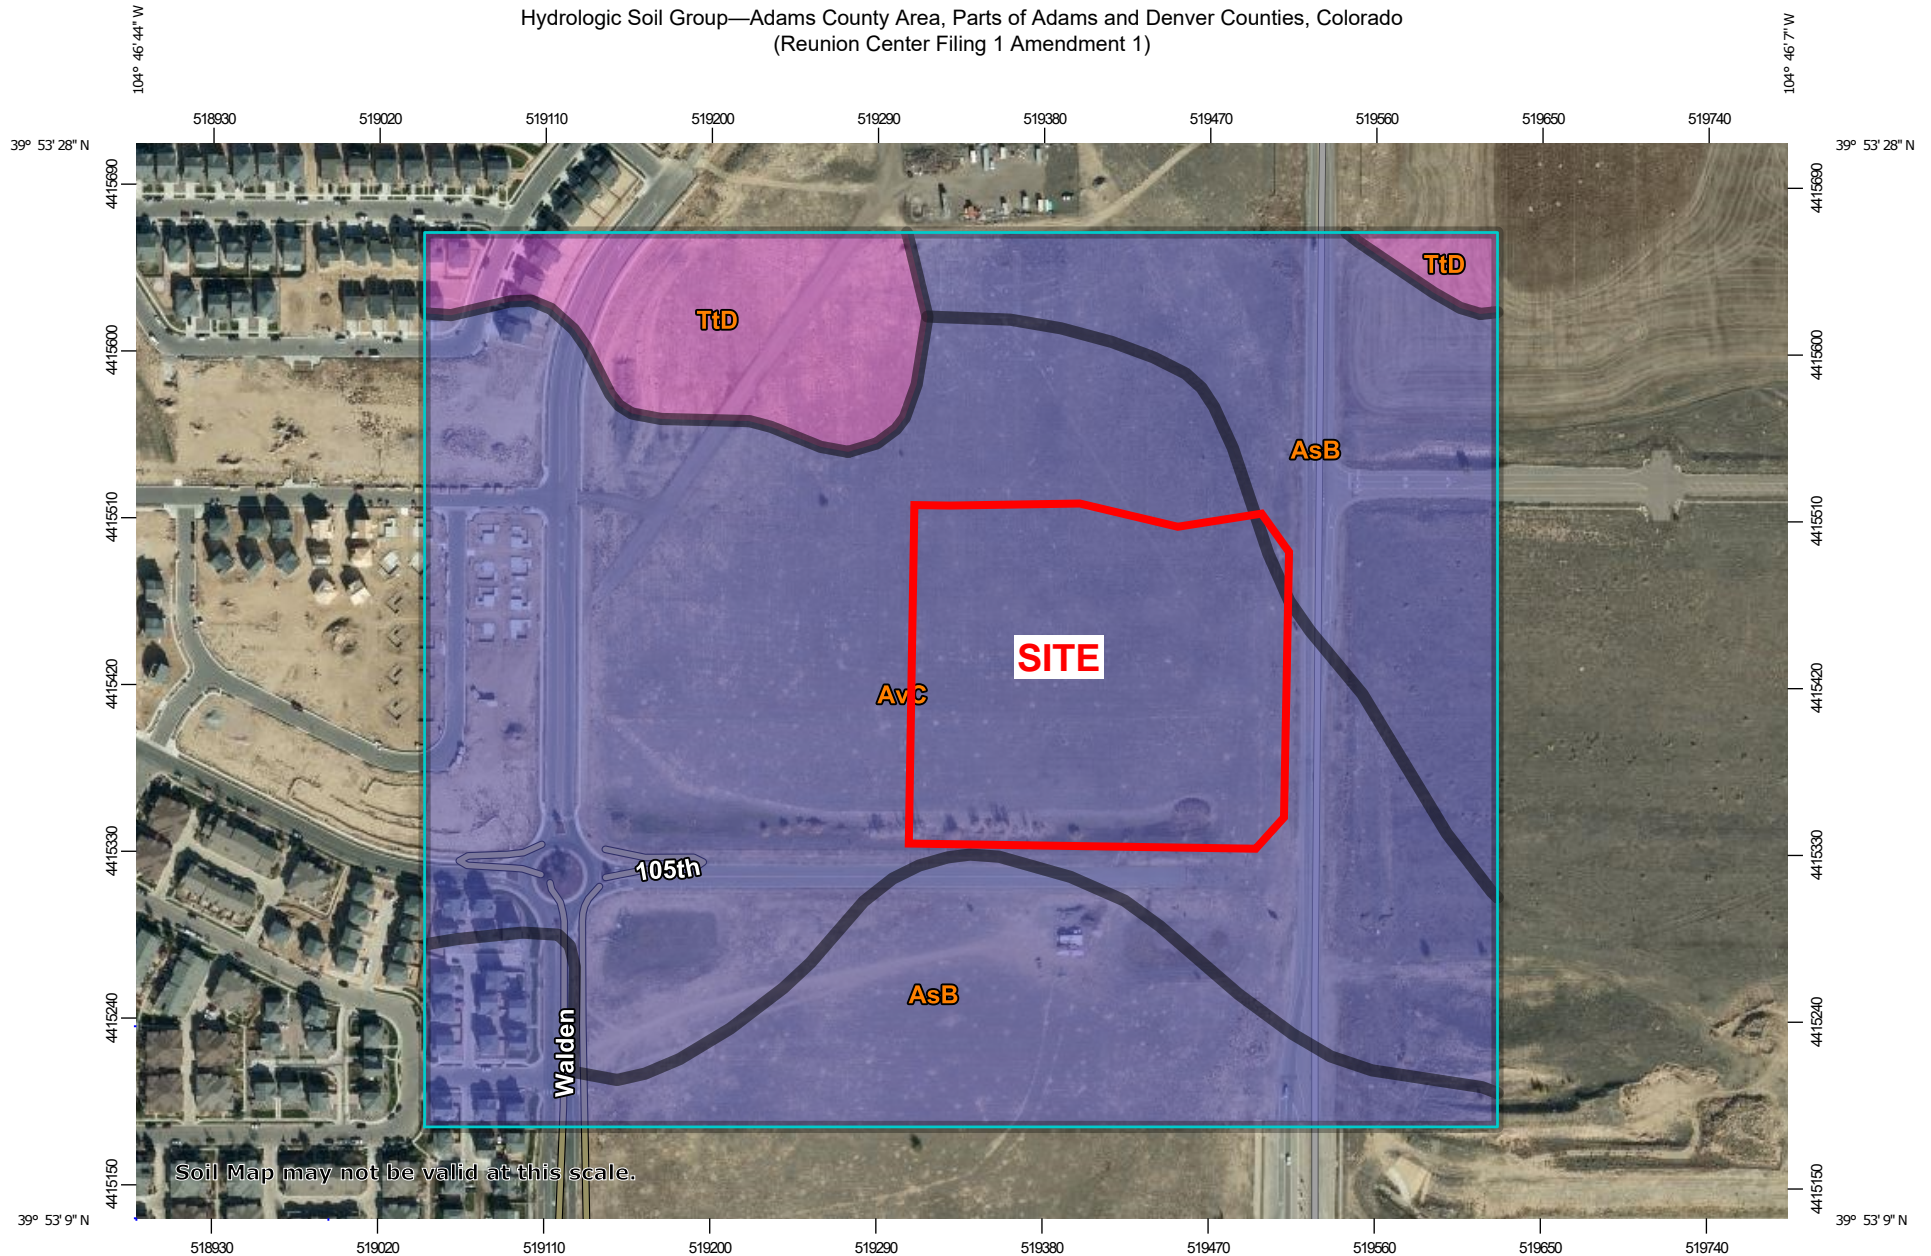 Hydrologic Soil Group—Adams County Area, Parts of Adams and Denver Counties, Colorado
(Reunion Center Filing 1 Amendment 1)
104° 46' 44" W
104° 46' 7" W
518930 519020 519110 519200 519290 519380 519470 519560 519650 519740
39° 53' 28" N
39° 53' 28" N
4415690
4415690
TtD
TtD
4415600
4415600
AsB
4415510
4415510
SITE
4415420
AvC
4415420
4415330
105th
4415330
AsB
4415240
Walden
4415240
Soil Map may not be valid at this scale.
4415150
4415150
39° 53' 9" N
39° 53' 9" N
518930 519020 519110 519200 519290 519380 519470 519560 519650 519740